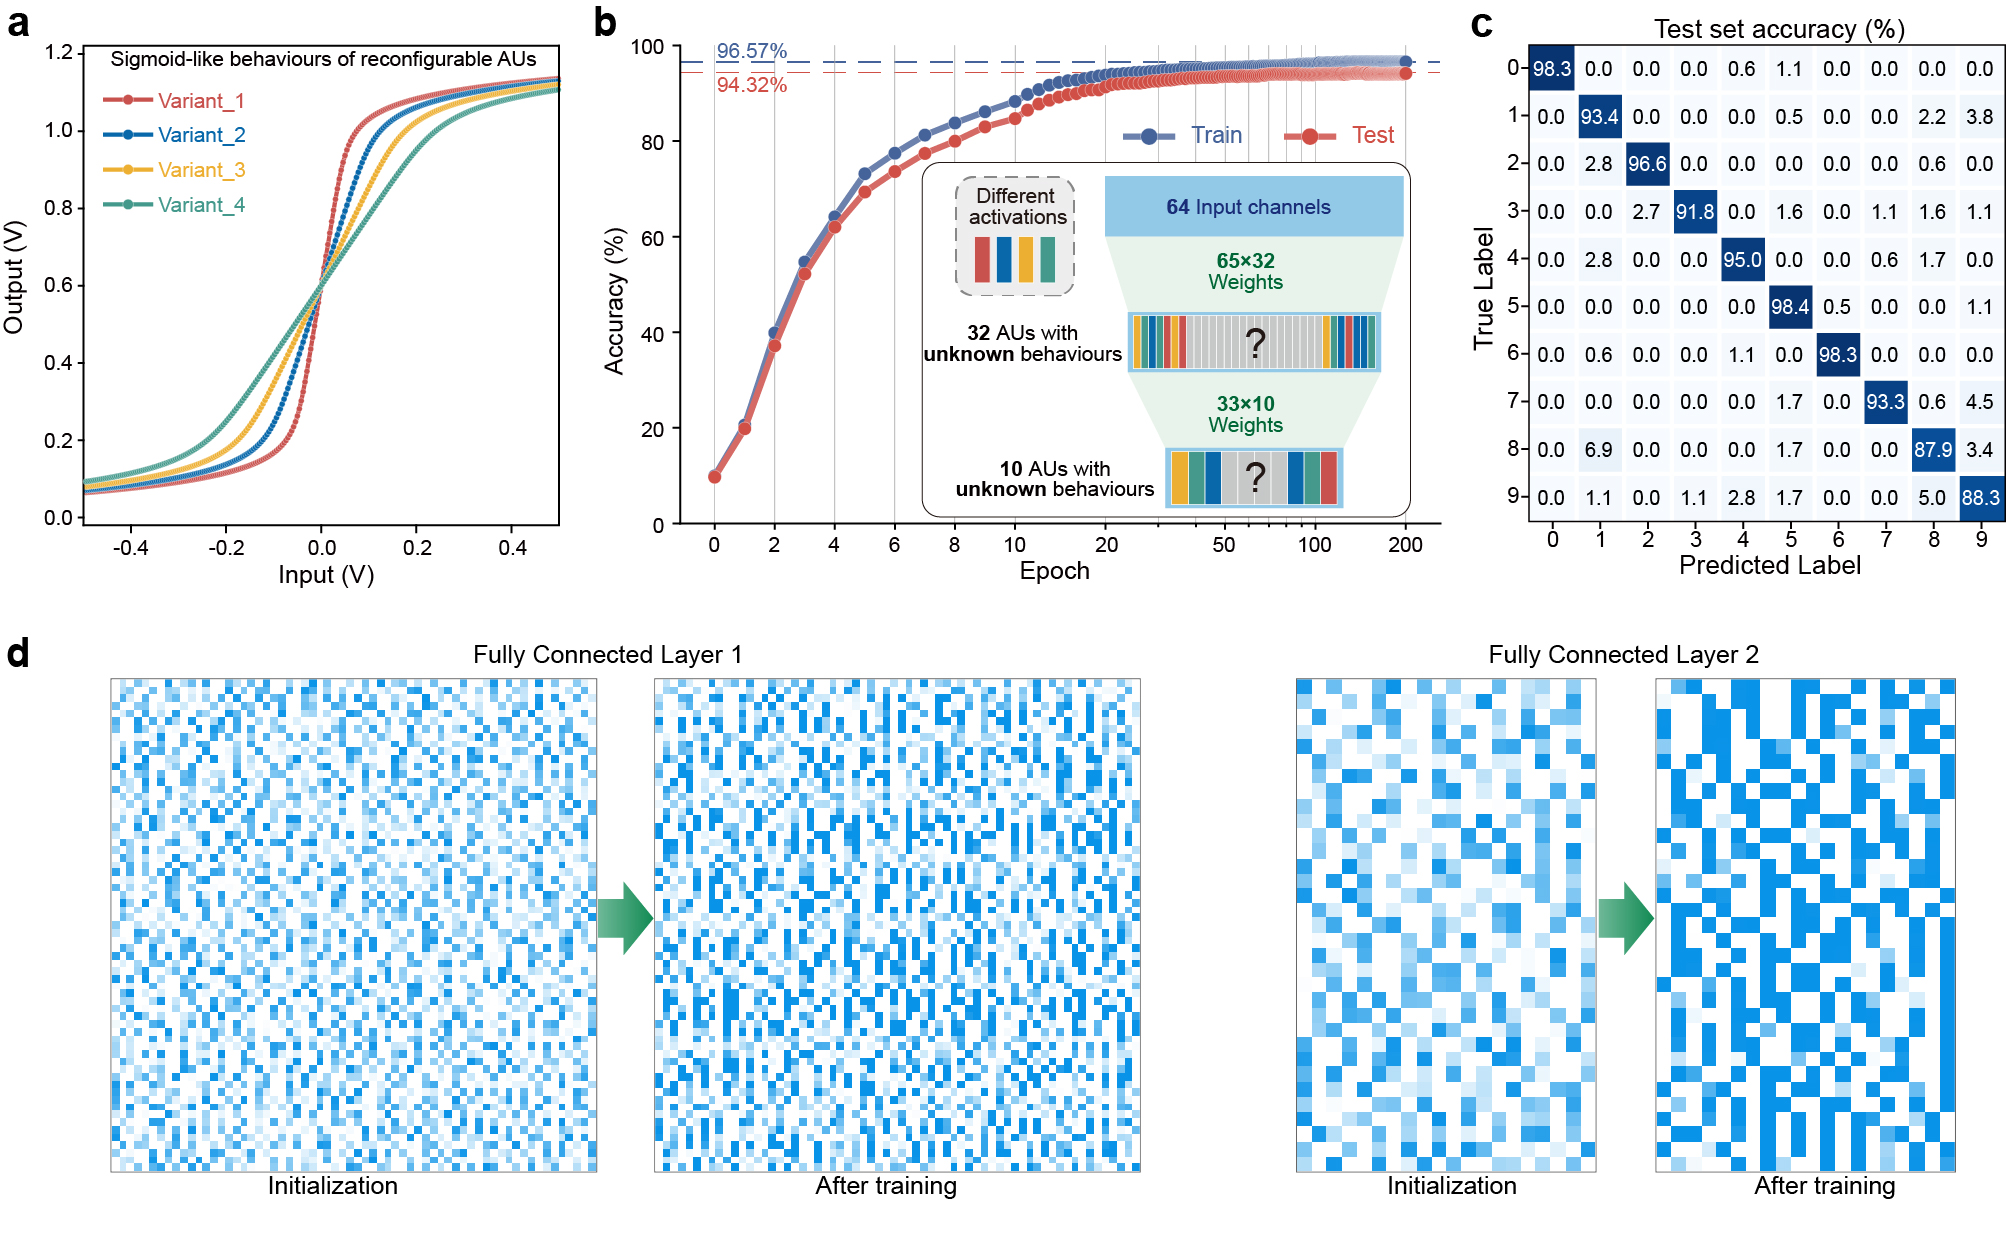 a
Sigmoid-like behaviours of reconfigurable AUs
Variant_1
Variant_2
Variant_3
Variant_4
Output (V)
1.2
1.0
0.8
0.6
0.4
0.2
0.0
-0.4 -0.2 0.0 0.2 0.4
Input (V)
b
96.57%
94.32%
Train Test
Accuracy (%)
100
80
60
40
20
0
0 2 4 6 8 10 20 50 100 200
Epoch
Different
activations
64 Input channels
65×32
Weights
32 AUs with
unknown behaviours
?
33×10
Weights
10 AUs with
unknown behaviours
?
c
Test set accuracy (%)
True Label
0 98.3 0.0 0.0 0.0 0.6 1.1 0.0 0.0 0.0 0.0
1 0.0 93.4 0.0 0.0 0.0 0.5 0.0 0.0 2.2 3.8
2 0.0 2.8 96.6 0.0 0.0 0.0 0.0 0.0 0.6 0.0
3 0.0 0.0 2.7 91.8 0.0 1.6 0.0 1.1 1.6 1.1
4 0.0 2.8 0.0 0.0 95.0 0.0 0.0 0.6 1.7 0.0
5 0.0 0.0 0.0 0.0 0.0 98.4 0.5 0.0 0.0 1.1
6 0.0 0.6 0.0 0.0 1.1 0.0 98.3 0.0 0.0 0.0
7 0.0 0.0 0.0 0.0 0.0 1.7 0.0 93.3 0.6 4.5
8 0.0 6.9 0.0 0.0 0.0 1.7 0.0 0.0 87.9 3.4
9 0.0 1.1 0.0 1.1 2.8 1.7 0.0 0.0 5.0 88.3
0 1 2 3 4 5 6 7 8 9
Predicted Label
d
Fully Connected Layer 1
Initialization
After training
Fully Connected Layer 2
Initialization
After training